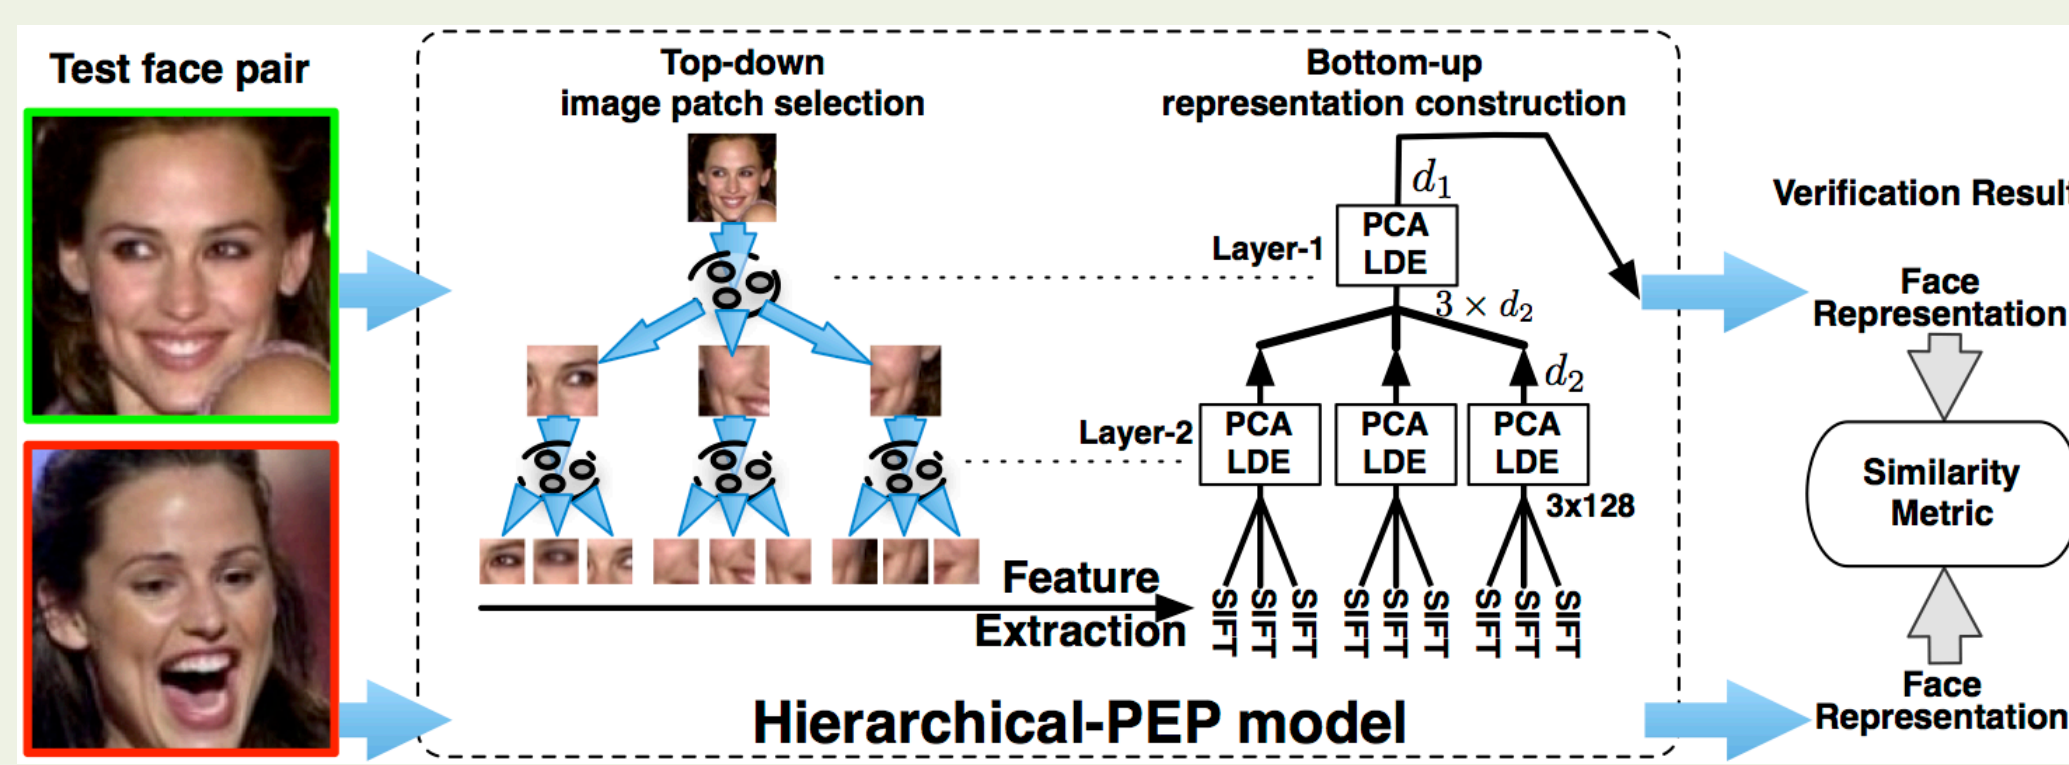 Test face pair
Top-down
image patch selection
Bottom-up
representation construction
d₁
PCA
LDE
Layer-1
3 × d₂
d₂
Layer-2
PCA
LDE
PCA
LDE
PCA
LDE
3x128
SIFT
SIFT
SIFT
SIFT
SIFT
SIFT
SIFT
SIFT
SIFT
Feature
Extraction
Hierarchical-PEP model
Verification Result
Face
Representation
Similarity
Metric
Face
Representation